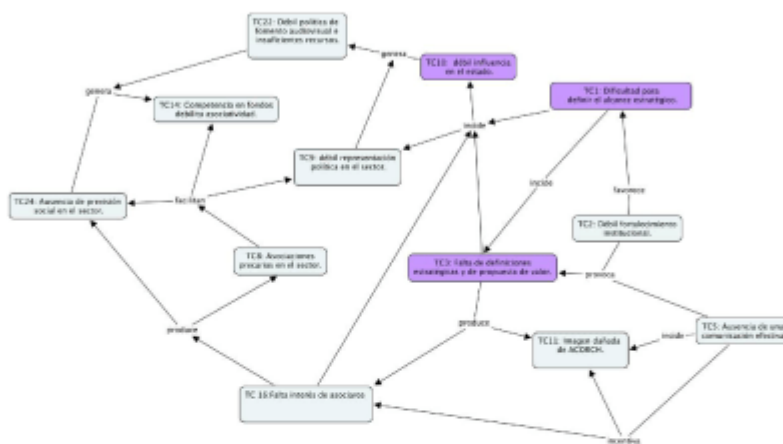 TC22: Débil política de
fomento audiovisual e
insuficientes recursos.
genera
TC10: débil influencia
en el estado.
TC1: Dificultad para
definir el alcance estratégico.
genera
TC14: Competencia en fondos
debilita asociatividad.
incide
TC9: débil representación
política en el sector.
incide
favorece
TC24: Ausencia de previsión
social en el sector.
facilitan
TC2: Débil fortalecimiento
institucional.
TC8: Asociaciones
precarias en el sector.
TC3: Falta de definiciones
estratégicas y de propuesta de valor.
provoca
produce
produce
TC11: Imagen dañada
de ACORCH.
incide
TC5: Ausencia de una
comunicación efectiva
TC 16 Falta interés de asociarse
incentiva